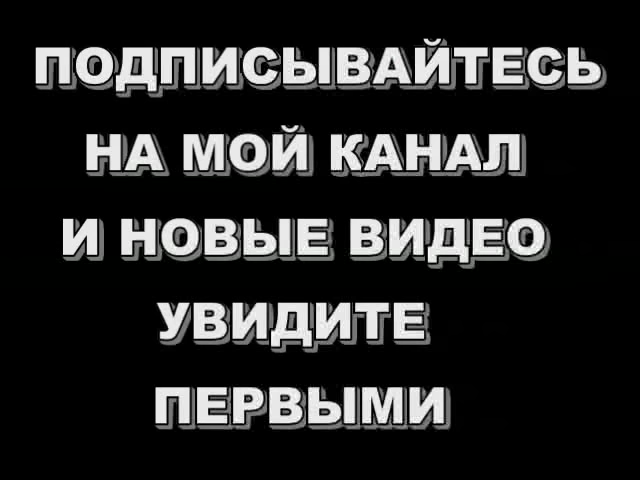 ПОДПИСЫВАЙТЕСЬ
НА МОЙ КАНАЛ
И НОВЫЕ ВИДЕО
УВИДИТЕ
ПЕРВЫМИ